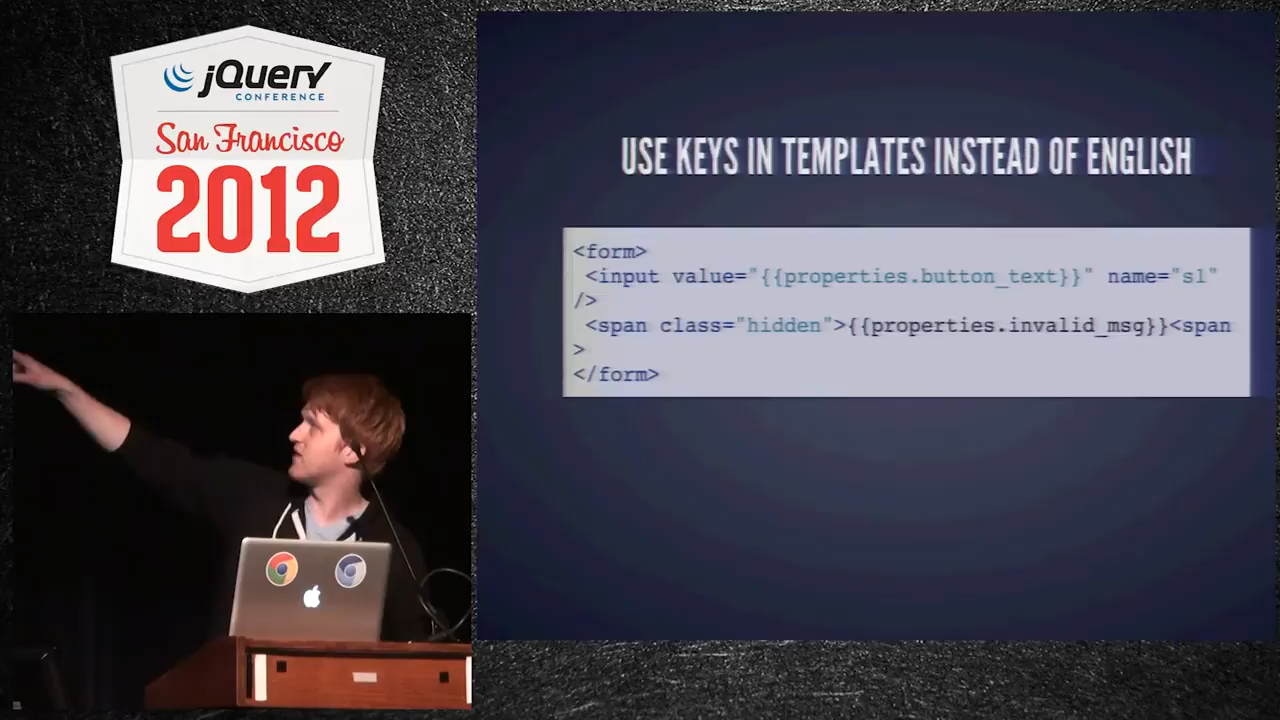 jQuery
CONFERENCE
San Francisco
2012
USE KEYS IN TEMPLATES INSTEAD OF ENGLISH
<form>
<input value="{{properties.button_text}}" name="s1"
/>
<span class="hidden">{{properties.invalid_msg}}<span
>
</form>